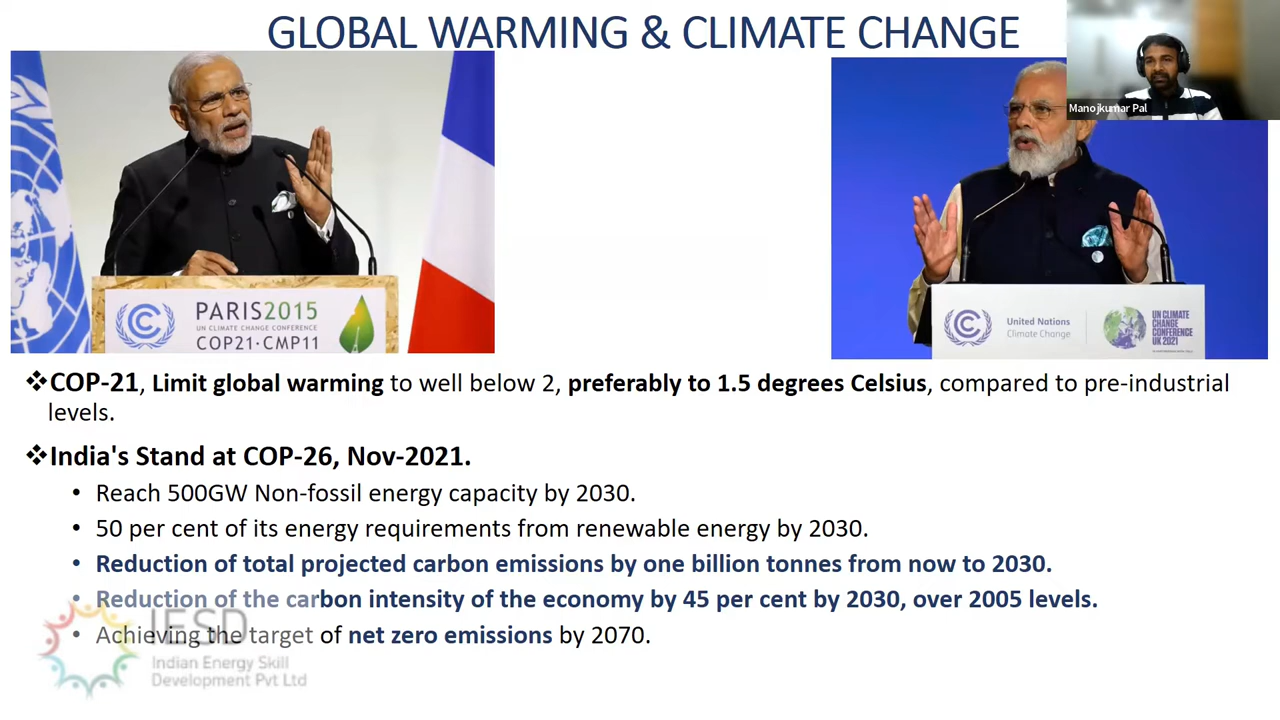 GLOBAL WARMING & CLIMATE CHANGE
Manojkumar Pal
PARIS2015
UN CLIMATE CHANGE CONFERENCE
COP21·CMP11
United Nations
Climate Change
UN CLIMATE
CHANGE
CONFERENCE
UK 2021
❖COP-21, Limit global warming to well below 2, preferably to 1.5 degrees Celsius, compared to pre-industrial
levels.
❖India's Stand at COP-26, Nov-2021.
• Reach 500GW Non-fossil energy capacity by 2030.
• 50 per cent of its energy requirements from renewable energy by 2030.
• Reduction of total projected carbon emissions by one billion tonnes from now to 2030.
• Reduction of the carbon intensity of the economy by 45 per cent by 2030, over 2005 levels.
• Achieving the target of net zero emissions by 2070.
IESD
Indian Energy Skill
Development Pvt Ltd